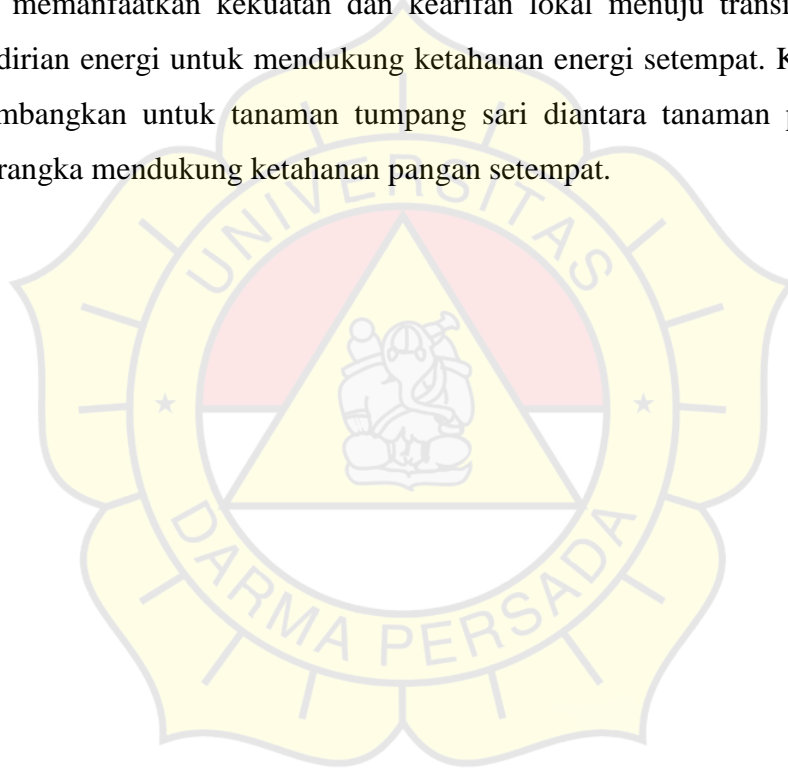 memanfaatkan kekuatan dan kearifan lokal menuju transi
dirian energi untuk mendukung ketahanan energi setempat. K
mbangkan untuk tanaman tumpang sari diantara tanaman p
rangka mendukung ketahanan pangan setempat.
UNIVERSITAS
DARMA PERSADA